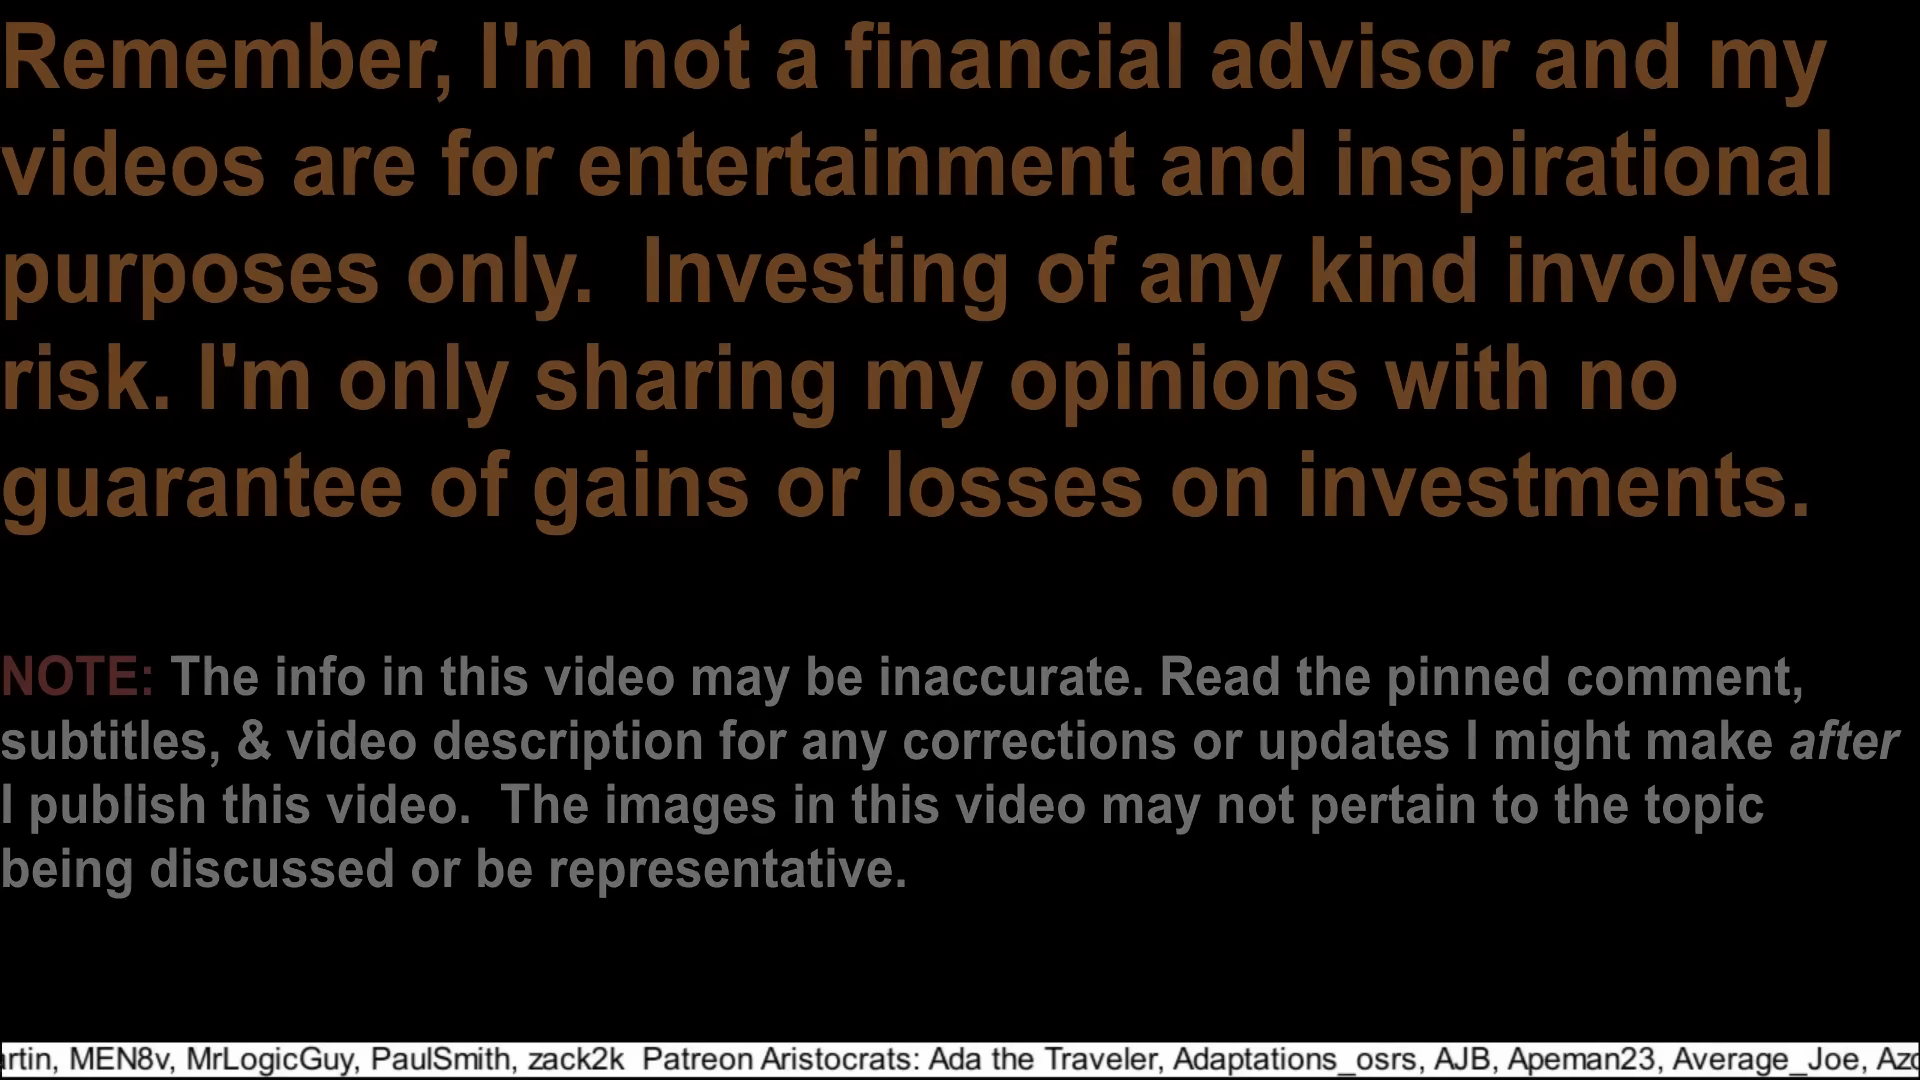 Remember, I'm not a financial advisor and my
videos are for entertainment and inspirational
purposes only.  Investing of any kind involves
risk. I'm only sharing my opinions with no
guarantee of gains or losses on investments.
NOTE: The info in this video may be inaccurate. Read the pinned comment,
subtitles, & video description for any corrections or updates I might make after
I publish this video.  The images in this video may not pertain to the topic
being discussed or be representative.
MEN8v, MrLogicGuy, PaulSmith, zack2k  Patreon Aristocrats: Ada the Traveler, Adaptations_osrs, AJB, Apeman23, Average_Joe,